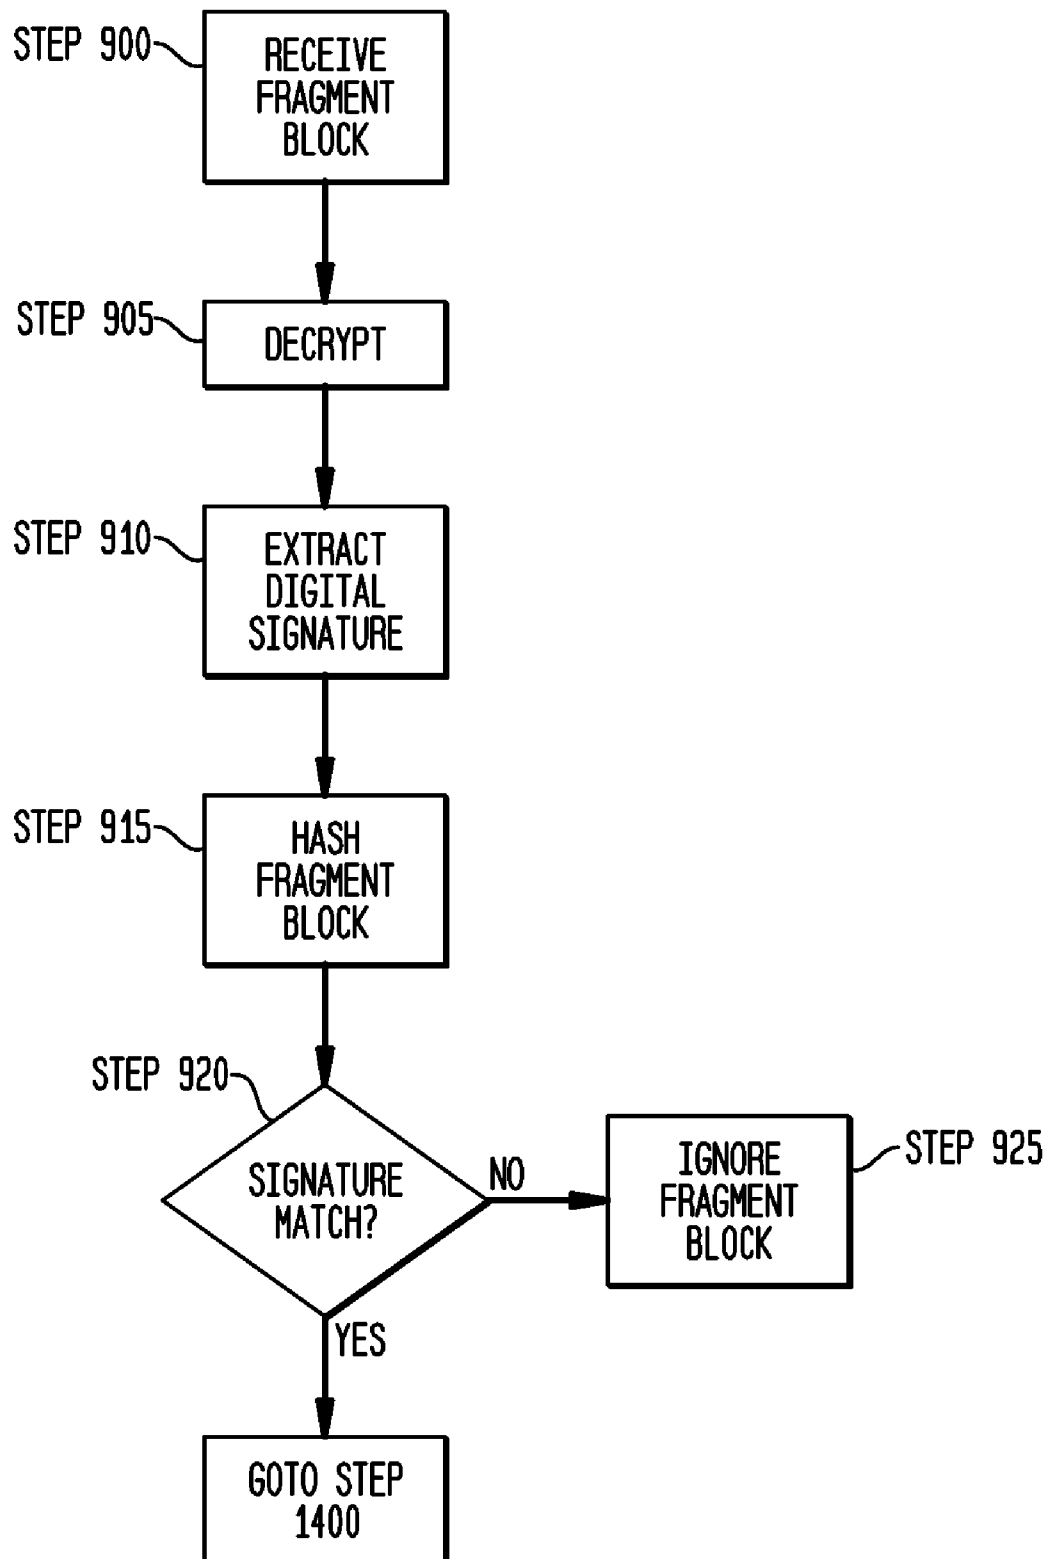 STEP 900
RECEIVE
FRAGMENT
BLOCK
STEP 905
DECRYPT
STEP 910
EXTRACT
DIGITAL
SIGNATURE
STEP 915
HASH
FRAGMENT
BLOCK
STEP 920
SIGNATURE
MATCH?
NO
IGNORE
FRAGMENT
BLOCK
STEP 925
YES
GOTO STEP
1400